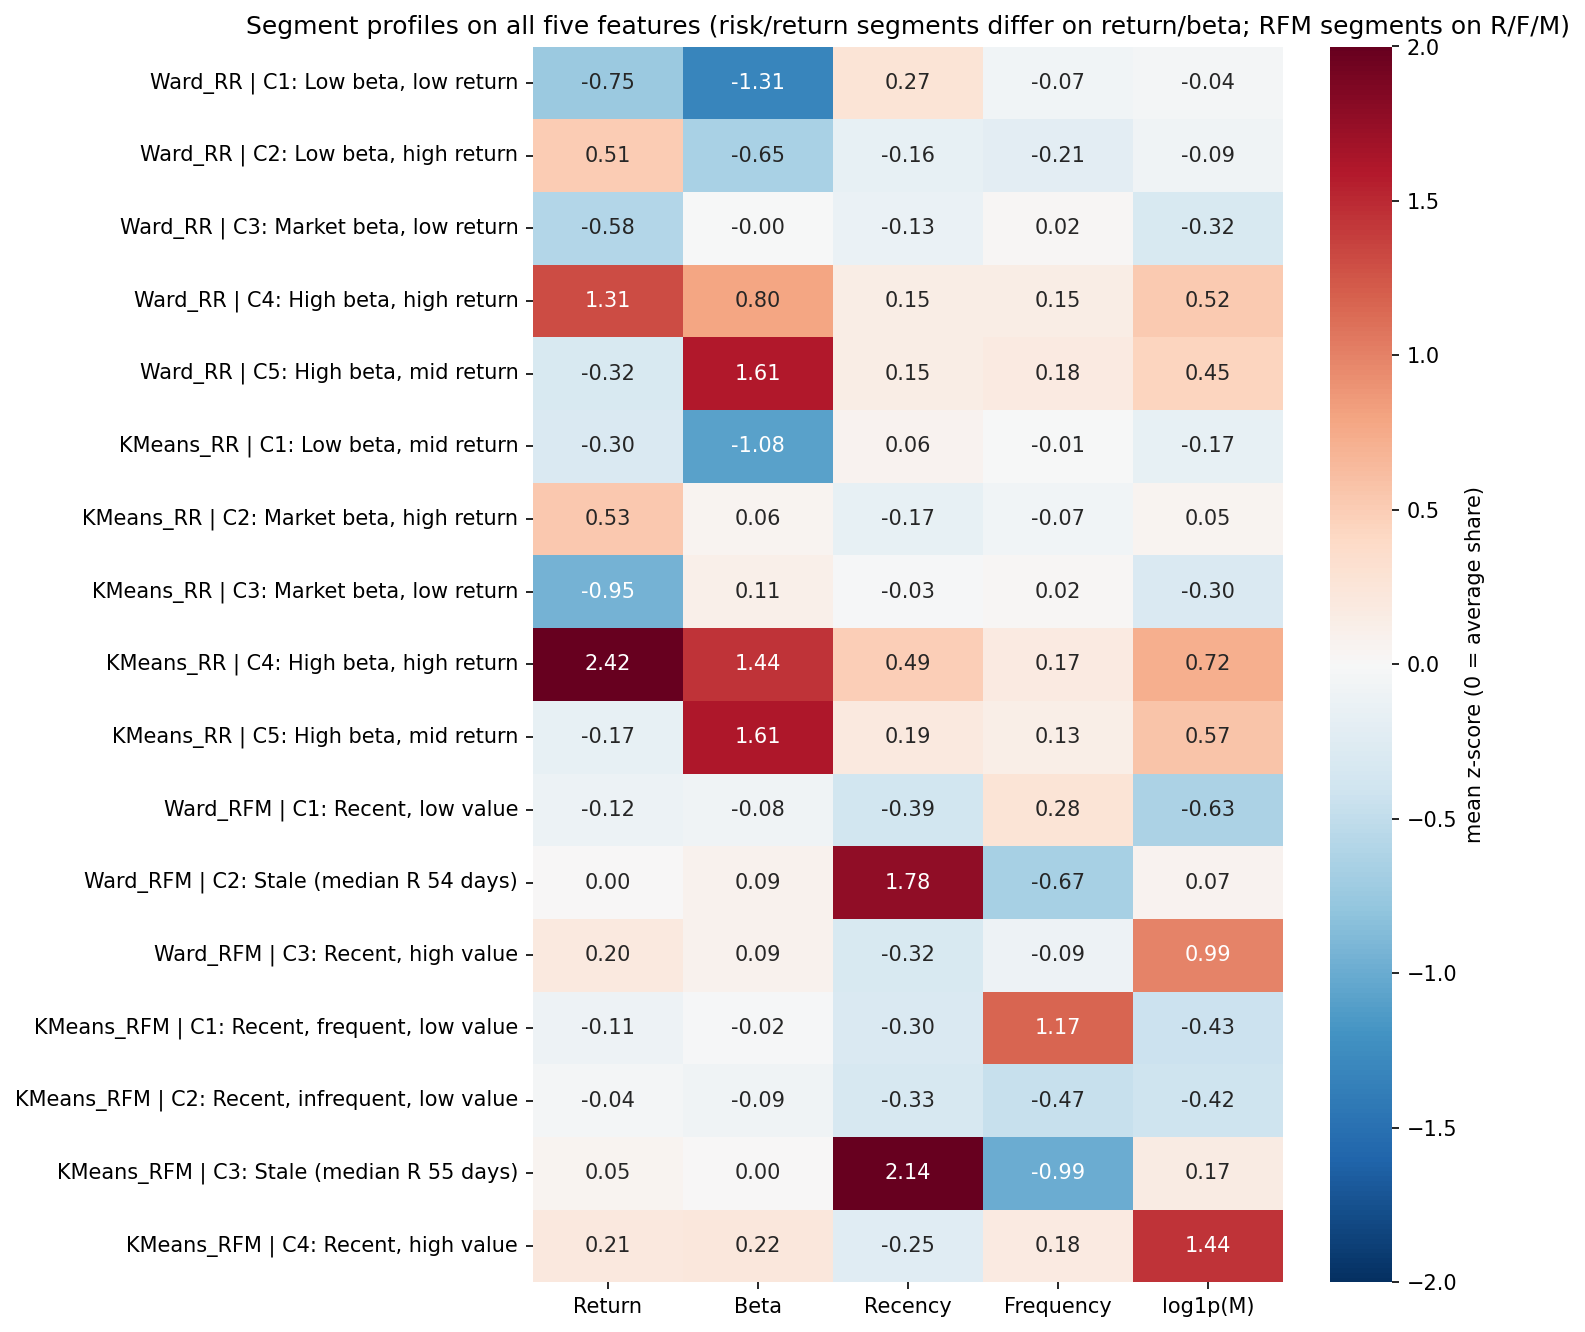 Segment profiles on all five features (risk/return segments differ on return/beta; RFM segments on R/F/M)
Ward_RR | C1: Low beta, low return -0.75 -1.31 0.27 -0.07 -0.04
Ward_RR | C2: Low beta, high return 0.51 -0.65 -0.16 -0.21 -0.09
Ward_RR | C3: Market beta, low return -0.58 -0.00 -0.13 0.02 -0.32
Ward_RR | C4: High beta, high return 1.31 0.80 0.15 0.15 0.52
Ward_RR | C5: High beta, mid return -0.32 1.61 0.15 0.18 0.45
KMeans_RR | C1: Low beta, mid return -0.30 -1.08 0.06 -0.01 -0.17
KMeans_RR | C2: Market beta, high return 0.53 0.06 -0.17 -0.07 0.05
KMeans_RR | C3: Market beta, low return -0.95 0.11 -0.03 0.02 -0.30
KMeans_RR | C4: High beta, high return 2.42 1.44 0.49 0.17 0.72
KMeans_RR | C5: High beta, mid return -0.17 1.61 0.19 0.13 0.57
Ward_RFM | C1: Recent, low value -0.12 -0.08 -0.39 0.28 -0.63
Ward_RFM | C2: Stale (median R 54 days) 0.00 0.09 1.78 -0.67 0.07
Ward_RFM | C3: Recent, high value 0.20 0.09 -0.32 -0.09 0.99
KMeans_RFM | C1: Recent, frequent, low value -0.11 -0.02 -0.30 1.17 -0.43
KMeans_RFM | C2: Recent, infrequent, low value -0.04 -0.09 -0.33 -0.47 -0.42
KMeans_RFM | C3: Stale (median R 55 days) 0.05 0.00 2.14 -0.99 0.17
KMeans_RFM | C4: Recent, high value 0.21 0.22 -0.25 0.18 1.44
Return Beta Recency Frequency log1p(M)
2.0
1.5
1.0
0.5
0.0
−0.5
−1.0
−1.5
−2.0
mean z-score (0 = average share)